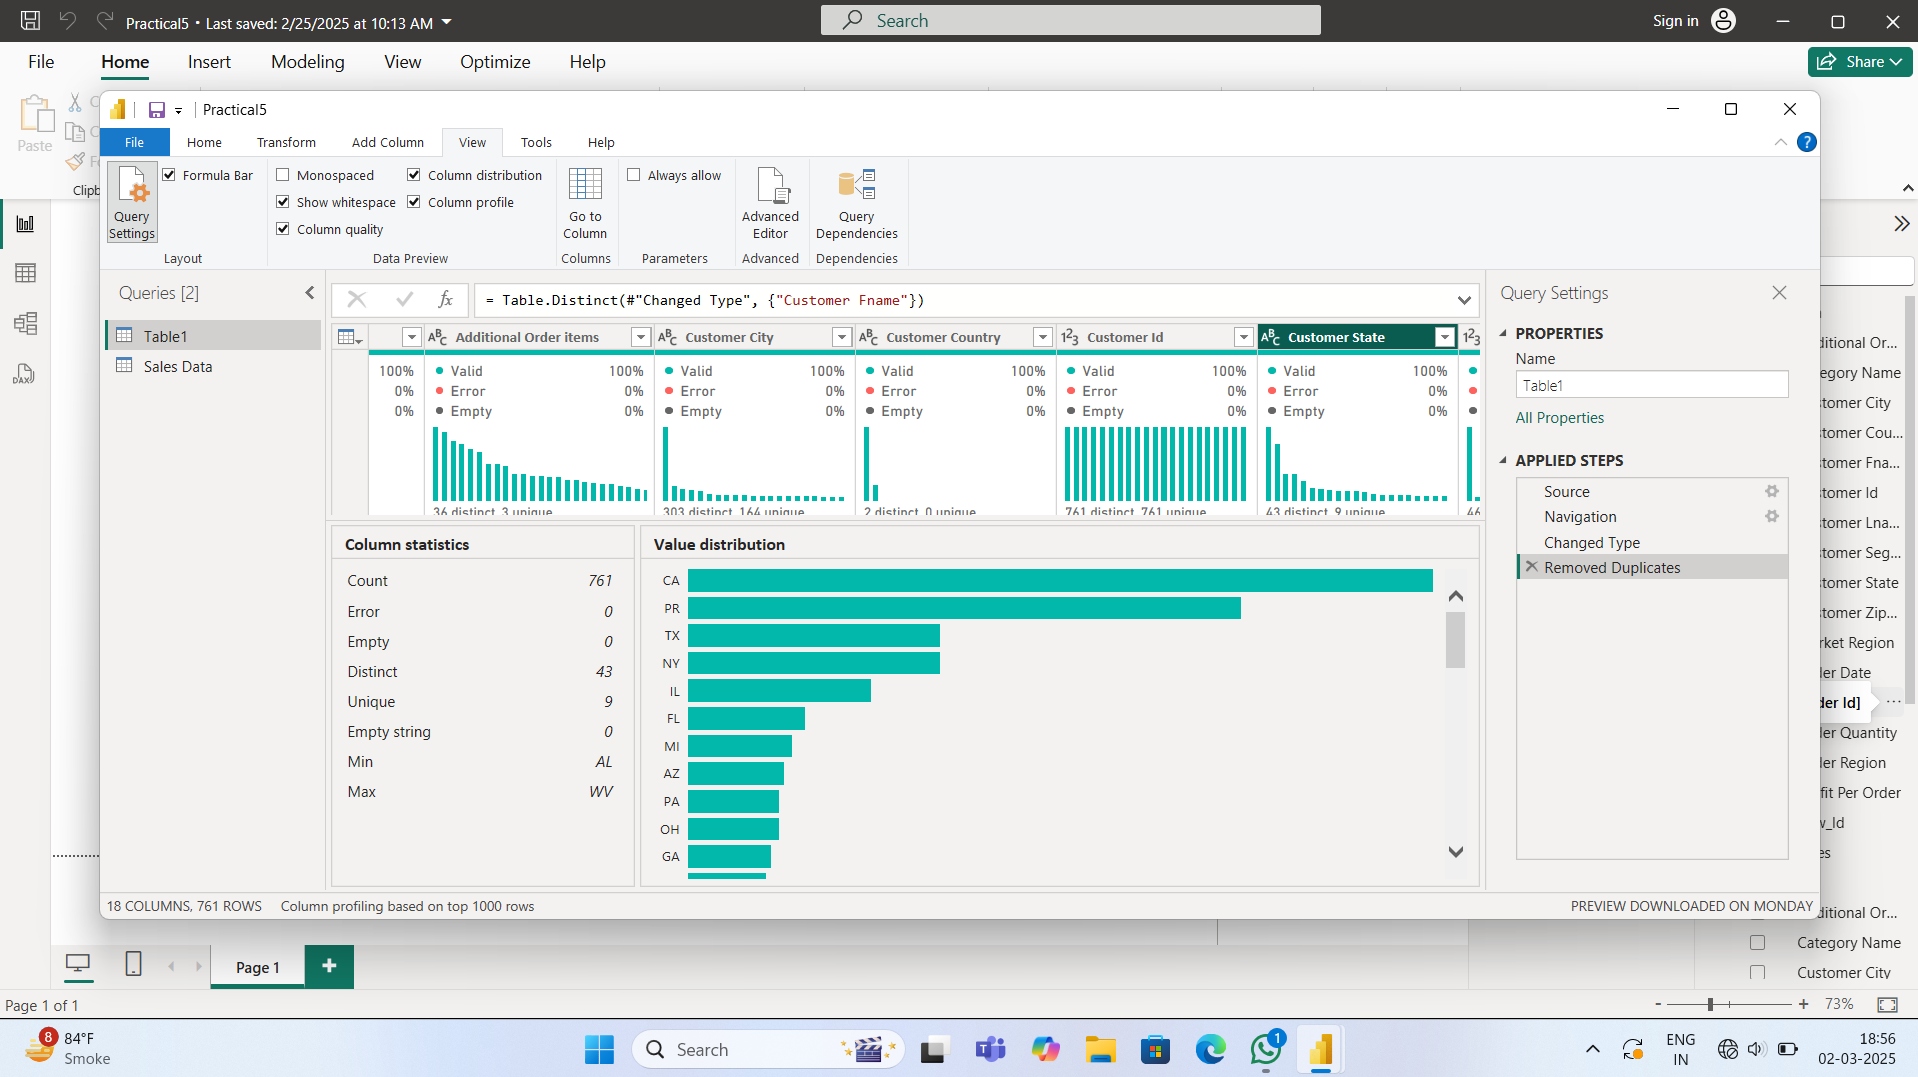 Practical5 • Last saved: 2/25/2025 at 10:13 AM
Search
Sign in
File Home Insert Modeling View Optimize Help
Share
Paste
Clipb
Practical5
File Home Transform Add Column View Tools Help
Query Settings
Formula Bar
Layout
Monospaced
Show whitespace
Column quality
Column distribution
Column profile
Data Preview
Go to Column
Columns
Always allow
Parameters
Advanced Editor
Advanced
Query Dependencies
Dependencies
Queries [2]
Table1
Sales Data
fx
= Table.Distinct(#"Changed Type", {"Customer Fname"})
ABC Additional Order items ABC Customer City ABC Customer Country 123 Customer Id ABC Customer State 123
100% Valid 100% Valid 100% Valid 100% Valid 100% Valid 100%
0% Error 0% Error 0% Error 0% Error 0% Error 0%
0% Empty 0% Empty 0% Empty 0% Empty 0% Empty 0%
36 distinct, 3 unique 303 distinct, 164 unique 2 distinct, 0 unique 761 distinct, 761 unique 43 distinct, 9 unique 46
Column statistics
Count 761
Error 0
Empty 0
Distinct 43
Unique 9
Empty string 0
Min AL
Max WV
Value distribution
CA
PR
TX
NY
IL
FL
MI
AZ
PA
OH
GA
Query Settings
PROPERTIES
Name
Table1
All Properties
APPLIED STEPS
Source
Navigation
Changed Type
Removed Duplicates
18 COLUMNS, 761 ROWS Column profiling based on top 1000 rows
PREVIEW DOWNLOADED ON MONDAY
ditional Or...
egory Name
tomer City
tomer Cou...
tomer Fna...
tomer Id
tomer Lna...
tomer Seg...
tomer State
tomer Zip...
rket Region
ler Date
der Id]
ler Quantity
ler Region
fit Per Order
w_Id
es
ditional Or...
Category Name
Customer City
Page 1
Page 1 of 1
- + 73%
8
84°F
Smoke
Search
1
ENG
IN
18:56
02-03-2025